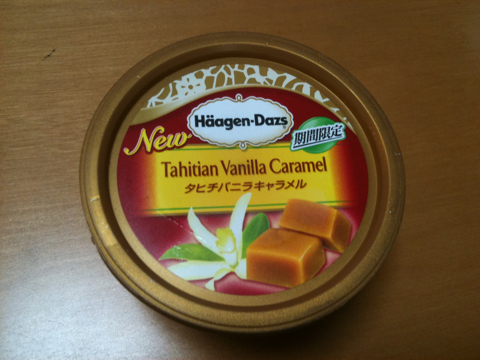 Häagen-Dazs
New
期間限定
Tahitian Vanilla Caramel
タヒチバニラキャラメル